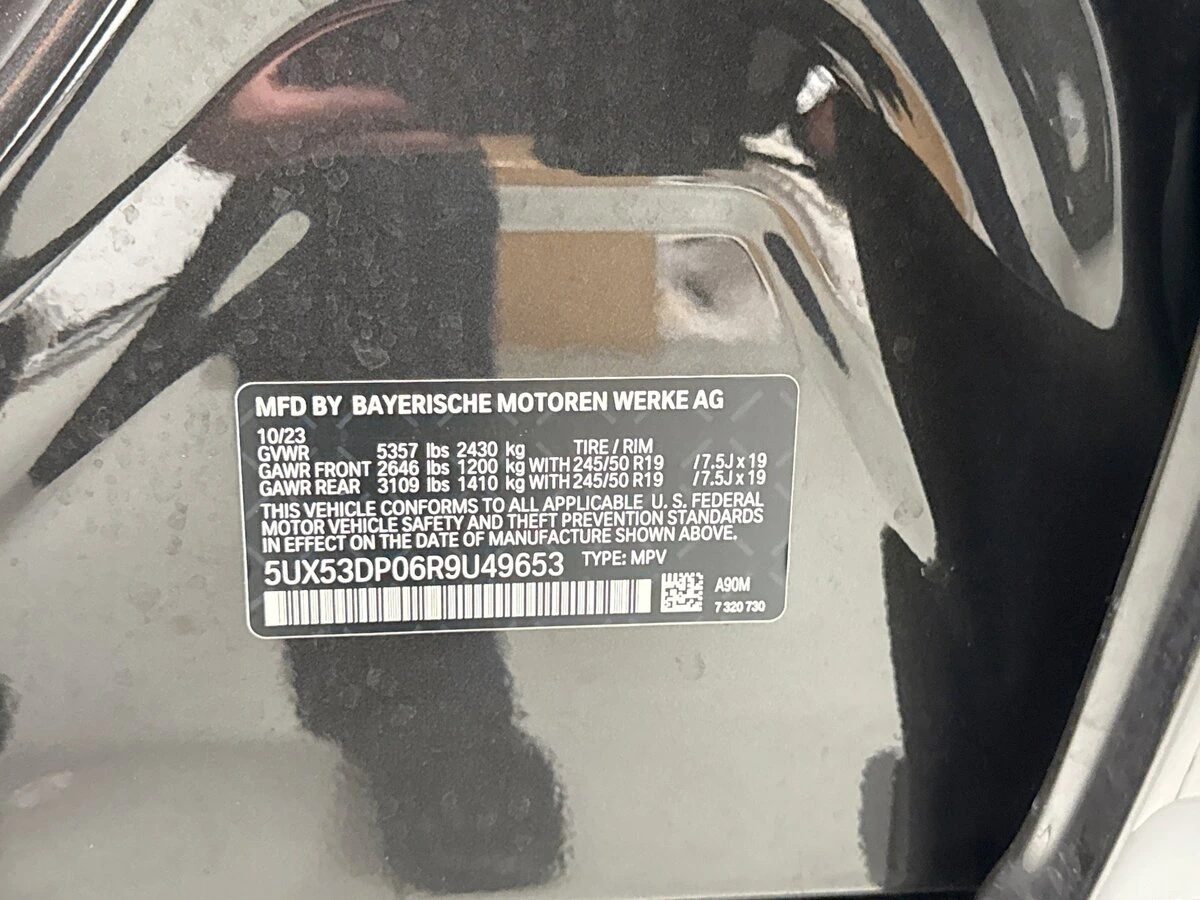 MFD BY BAYERISCHE MOTOREN WERKE AG
10/23
GVWR 5357 lbs 2430 kg TIRE / RIM
GAWR FRONT 2646 lbs 1200 kg WITH 245/50 R19 /7.5J x 19
GAWR REAR 3109 lbs 1410 kg WITH 245/50 R19 /7.5J x 19
THIS VEHICLE CONFORMS TO ALL APPLICABLE U. S. FEDERAL
MOTOR VEHICLE SAFETY AND THEFT PREVENTION STANDARDS
IN EFFECT ON THE DATE OF MANUFACTURE SHOWN ABOVE.
5UX53DP06R9U49653 TYPE: MPV
A90M
7 320 730